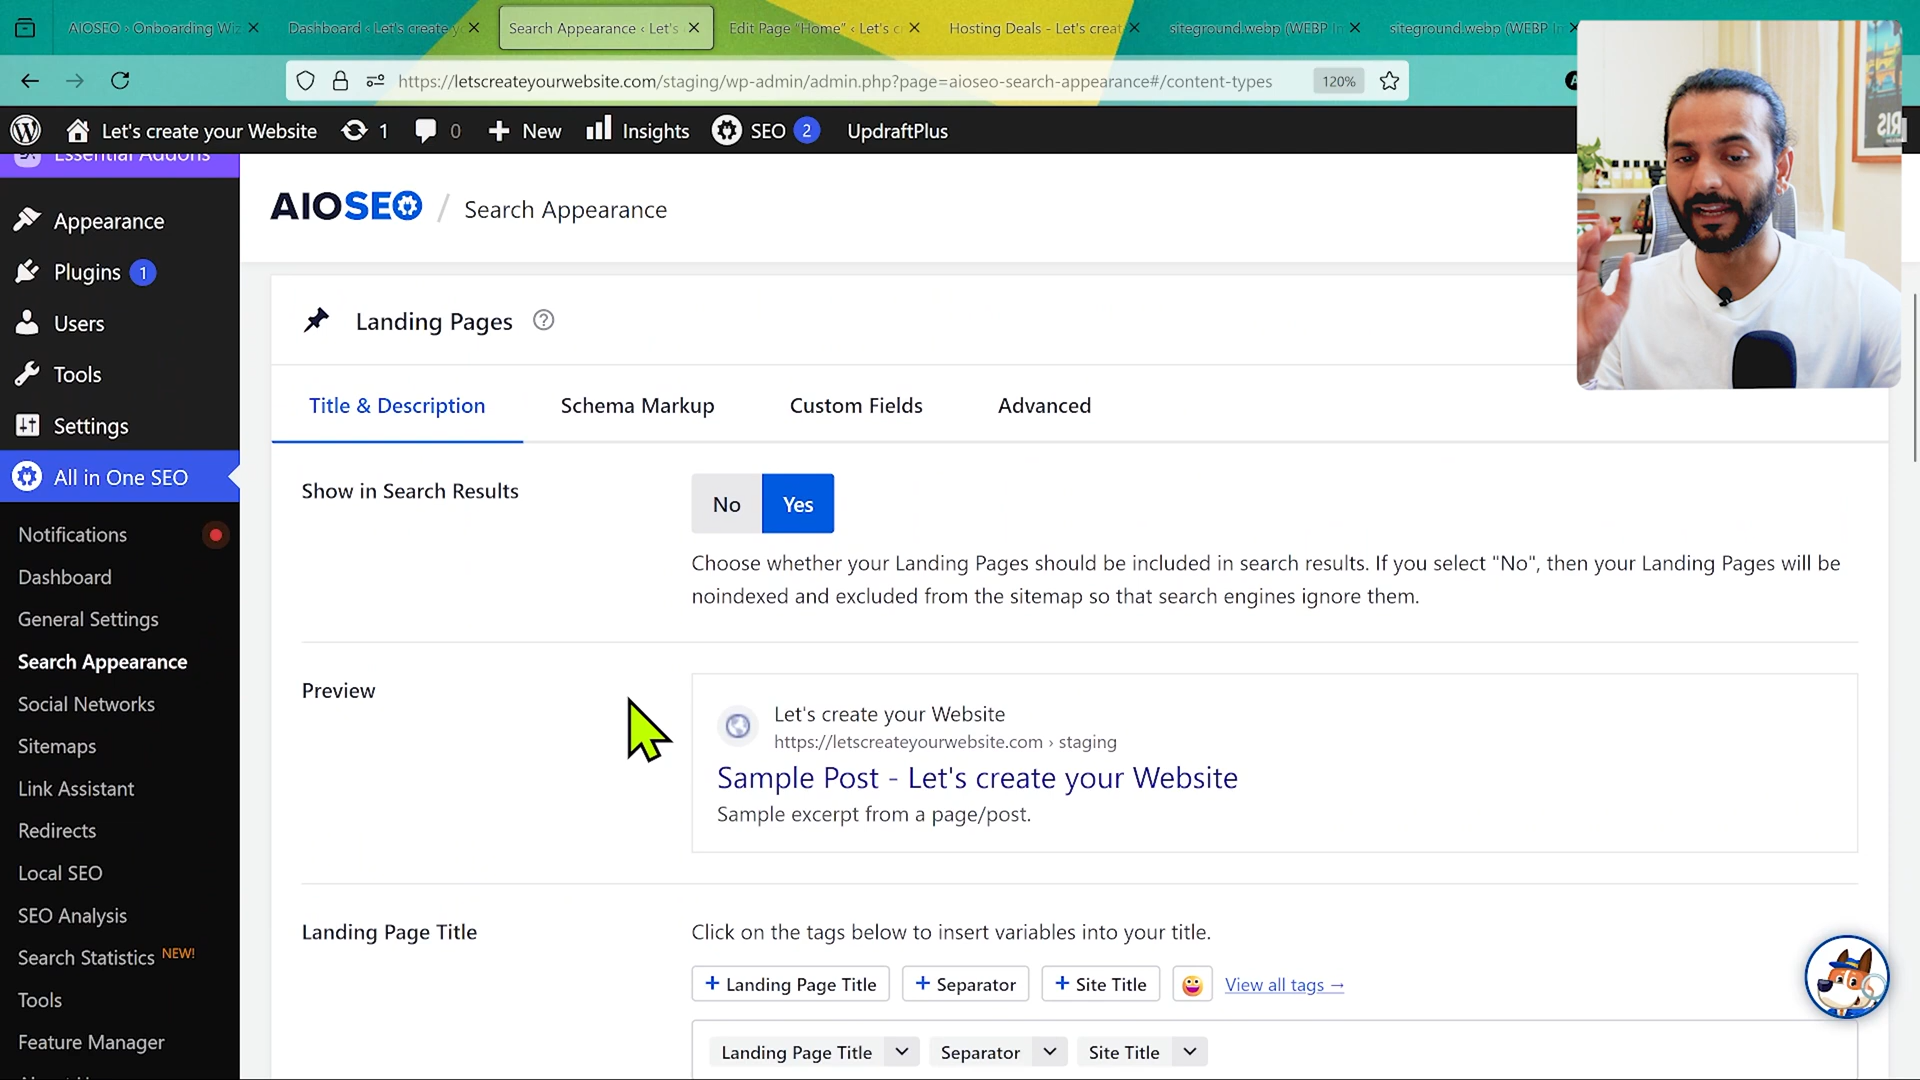 AIOSEO › Onboarding Wiz
Dashboard ‹ Let's create y
Search Appearance ‹ Let's
Edit Page "Home" ‹ Let's c
Hosting Deals - Let's creat
siteground.webp (WEBP Im
siteground.webp (WEBP Im
https://letscreateyourwebsite.com/staging/wp-admin/admin.php?page=aioseo-search-appearance#/content-types
120%
Let's create your Website
1
0
New
Insights
SEO
2
UpdraftPlus
Essential Addons
Appearance
Plugins 1
Users
Tools
Settings
All in One SEO
Notifications
Dashboard
General Settings
Search Appearance
Social Networks
Sitemaps
Link Assistant
Redirects
Local SEO
SEO Analysis
Search Statistics NEW!
Tools
Feature Manager
AIOSEO / Search Appearance
Landing Pages
Title & Description
Schema Markup
Custom Fields
Advanced
Show in Search Results
No
Yes
Choose whether your Landing Pages should be included in search results. If you select "No", then your Landing Pages will be
noindexed and excluded from the sitemap so that search engines ignore them.
Preview
Let's create your Website
https://letscreateyourwebsite.com › staging
Sample Post - Let's create your Website
Sample excerpt from a page/post.
Landing Page Title
Click on the tags below to insert variables into your title.
+ Landing Page Title
+ Separator
+ Site Title
View all tags →
Landing Page Title
Separator
Site Title